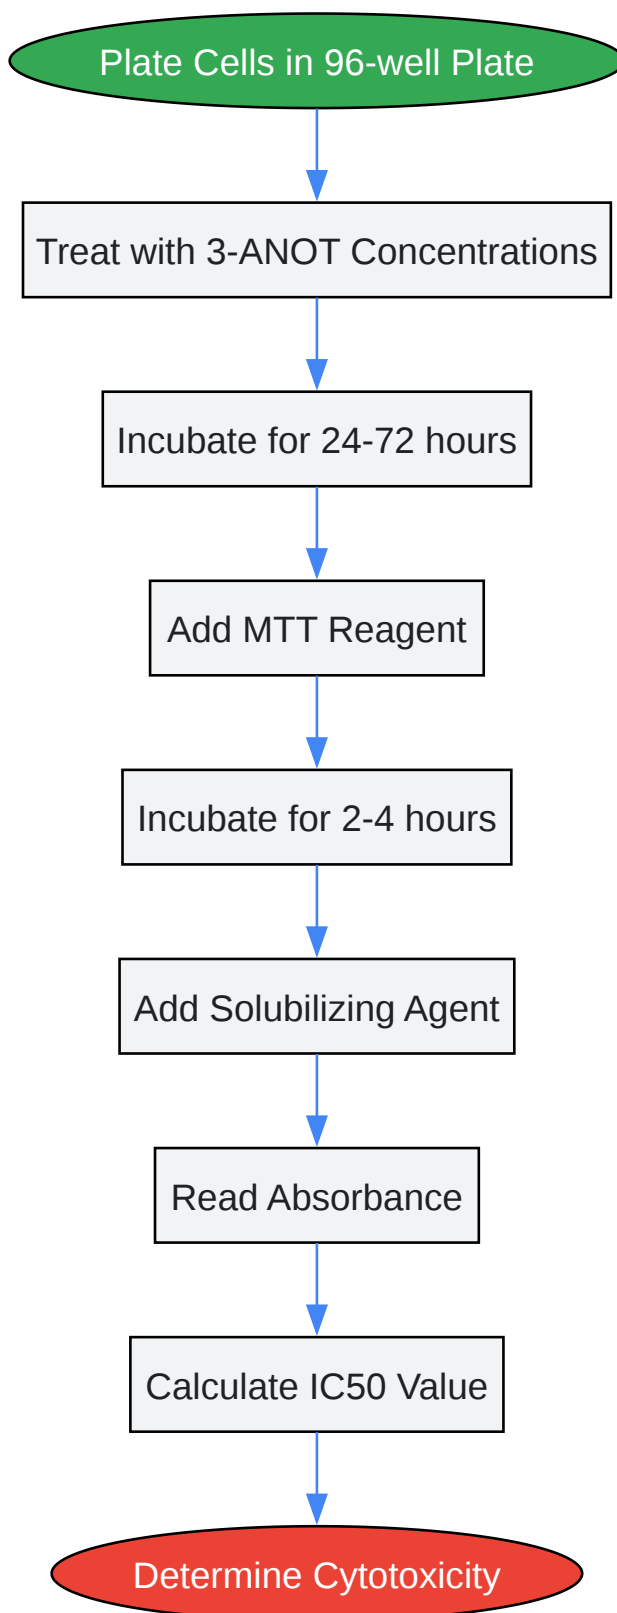 Plate Cells in 96-well Plate
Treat with 3-ANOT Concentrations
Incubate for 24-72 hours
Add MTT Reagent
Incubate for 2-4 hours
Add Solubilizing Agent
Read Absorbance
Calculate IC50 Value
Determine Cytotoxicity